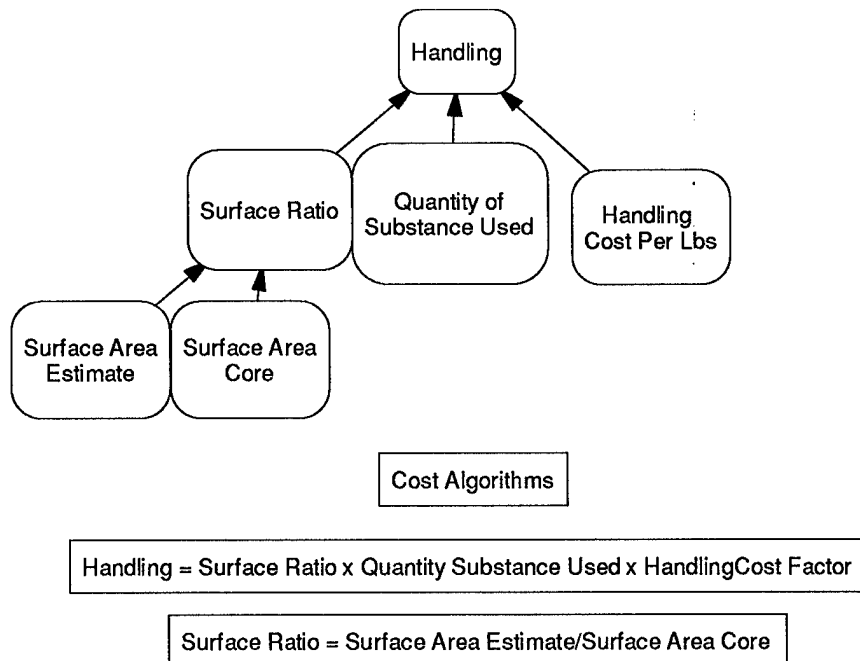 Handling
Surface Ratio
Quantity of
Substance Used
Handling
Cost Per Lbs
Surface Area
Estimate
Surface Area
Core
Cost Algorithms
Handling = Surface Ratio x Quantity Substance Used x HandlingCost Factor
Surface Ratio = Surface Area Estimate/Surface Area Core